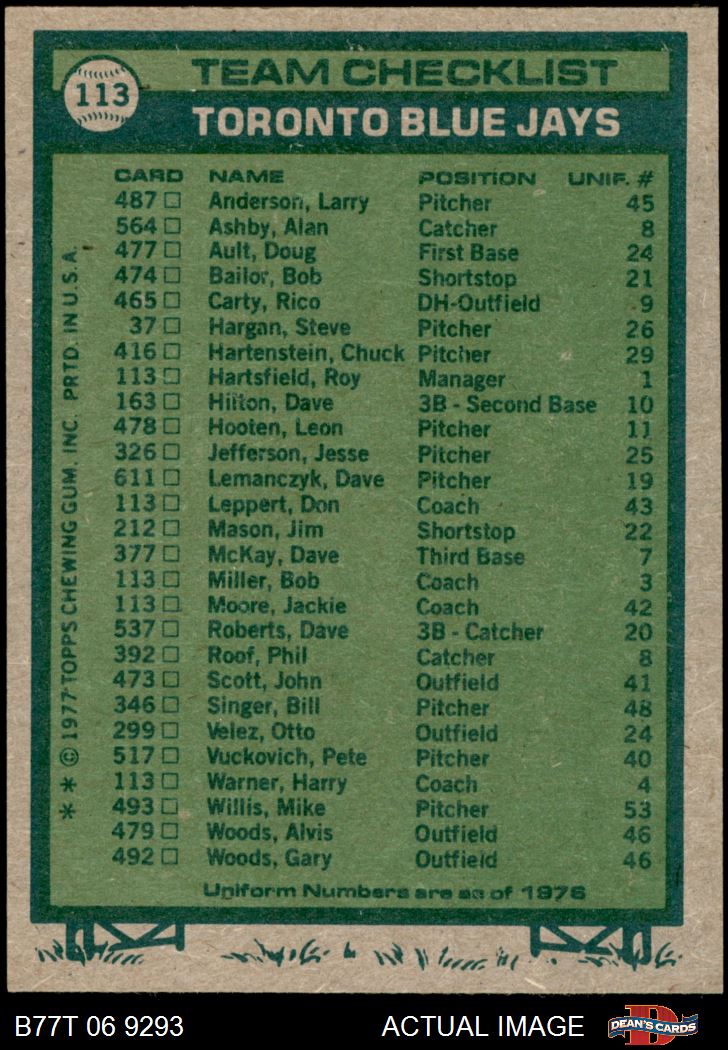 113
TEAM CHECKLIST
TORONTO BLUE JAYS
CARD NAME POSITION UNIF. #
487 Anderson, Larry Pitcher 45
564 Ashby, Alan Catcher 8
477 Ault, Doug First Base 24
474 Bailor, Bob Shortstop 21
465 Carty, Rico DH-Outfield 9
37 Hargan, Steve Pitcher 26
416 Hartenstein, Chuck Pitcher 29
113 Hartsfield, Roy Manager 1
163 Hilton, Dave 3B - Second Base 10
478 Hooten, Leon Pitcher 11
326 Jefferson, Jesse Pitcher 25
611 Lemanczyk, Dave Pitcher 19
113 Leppert, Don Coach 43
212 Mason, Jim Shortstop 22
377 McKay, Dave Third Base 7
113 Miller, Bob Coach 3
113 Moore, Jackie Coach 42
537 Roberts, Dave 3B - Catcher 20
392 Roof, Phil Catcher 8
473 Scott, John Outfield 41
346 Singer, Bill Pitcher 48
299 Velez, Otto Outfield 24
517 Vuckovich, Pete Pitcher 40
113 Warner, Harry Coach 4
493 Willis, Mike Pitcher 53
479 Woods, Alvis Outfield 46
492 Woods, Gary Outfield 46
Uniform Numbers are as of 1976
* * © 1977 TOPPS CHEWING GUM, INC. PRTD. IN U.S.A.
B77T 06 9293
ACTUAL IMAGE
DEAN'S CARDS